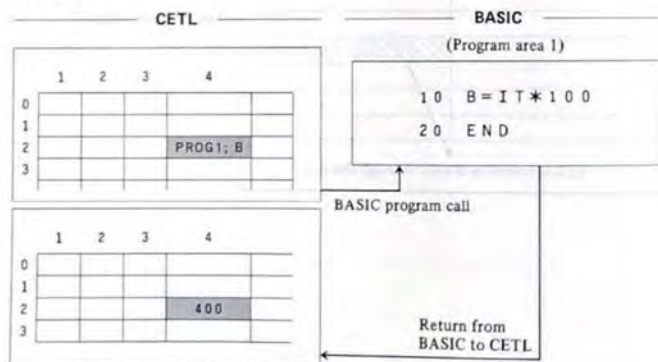 CETL
1 2 3 4
0
1
2 PROG1; B
3
BASIC
(Program area 1)
10 B=IT*100
20 END
BASIC program call
1 2 3 4
0
1
2 400
3
Return from
BASIC to CETL